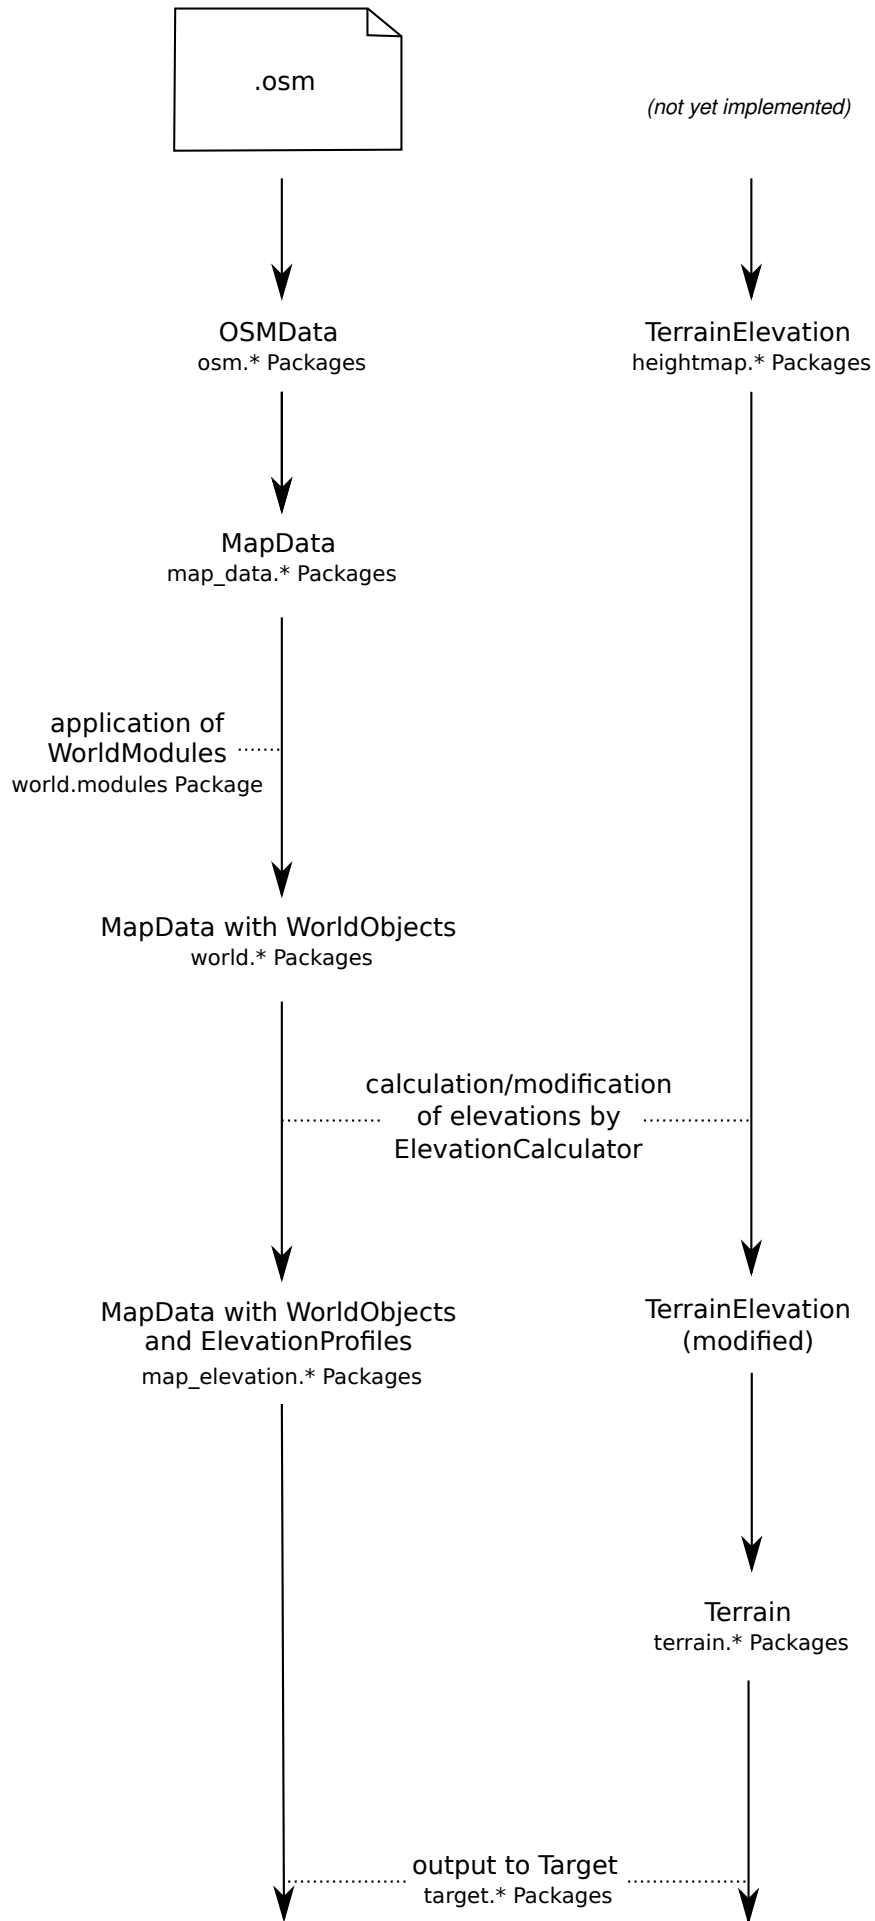 .osm
(not yet implemented)
OSMData
osm.* Packages
TerrainElevation
heightmap.* Packages
MapData
map_data.* Packages
application of
WorldModules
world.modules Package
MapData with WorldObjects
world.* Packages
calculation/modification
of elevations by
ElevationCalculator
MapData with WorldObjects
and ElevationProfiles
map_elevation.* Packages
TerrainElevation
(modified)
Terrain
terrain.* Packages
output to Target
target.* Packages